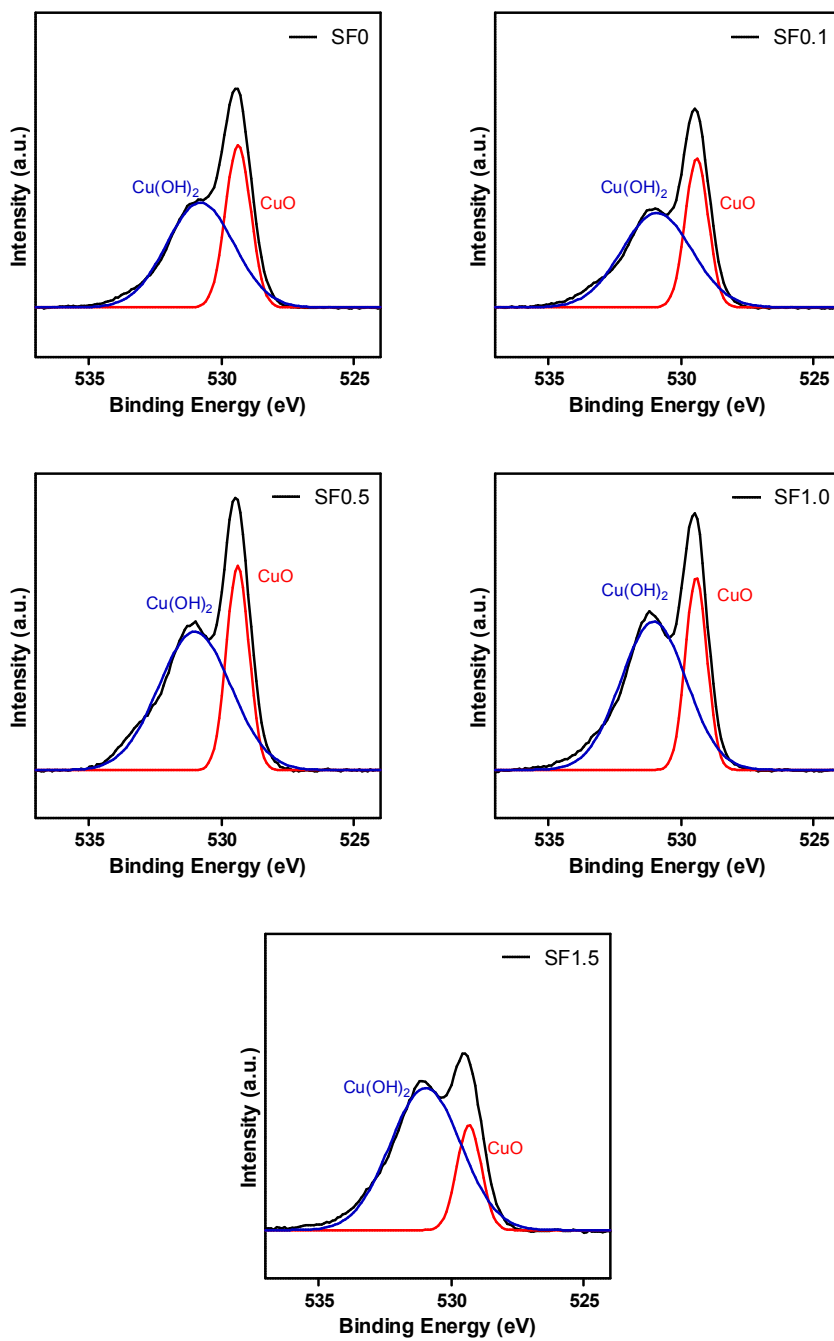 SF0
Cu(OH)2
CuO
Intensity (a.u.)
535 530 525
Binding Energy (eV)
SF0.1
Cu(OH)2
CuO
Intensity (a.u.)
535 530 525
Binding Energy (eV)
SF0.5
CuO
Cu(OH)2
Intensity (a.u.)
535 530 525
Binding Energy (eV)
SF1.0
Cu(OH)2
CuO
Intensity (a.u.)
535 530 525
Binding Energy (eV)
SF1.5
Cu(OH)2
CuO
Intensity (a.u.)
535 530 525
Binding Energy (eV)